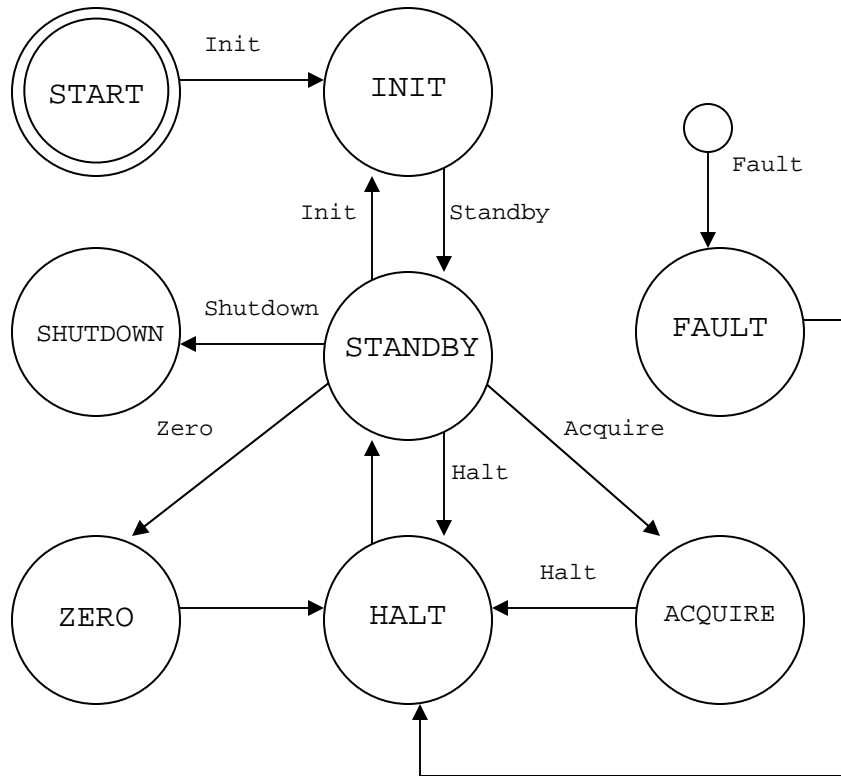 Init
START
INIT
Fault
Init
Standby
Shutdown
SHUTDOWN
STANDBY
FAULT
Zero
Acquire
Halt
Halt
ZERO
HALT
ACQUIRE